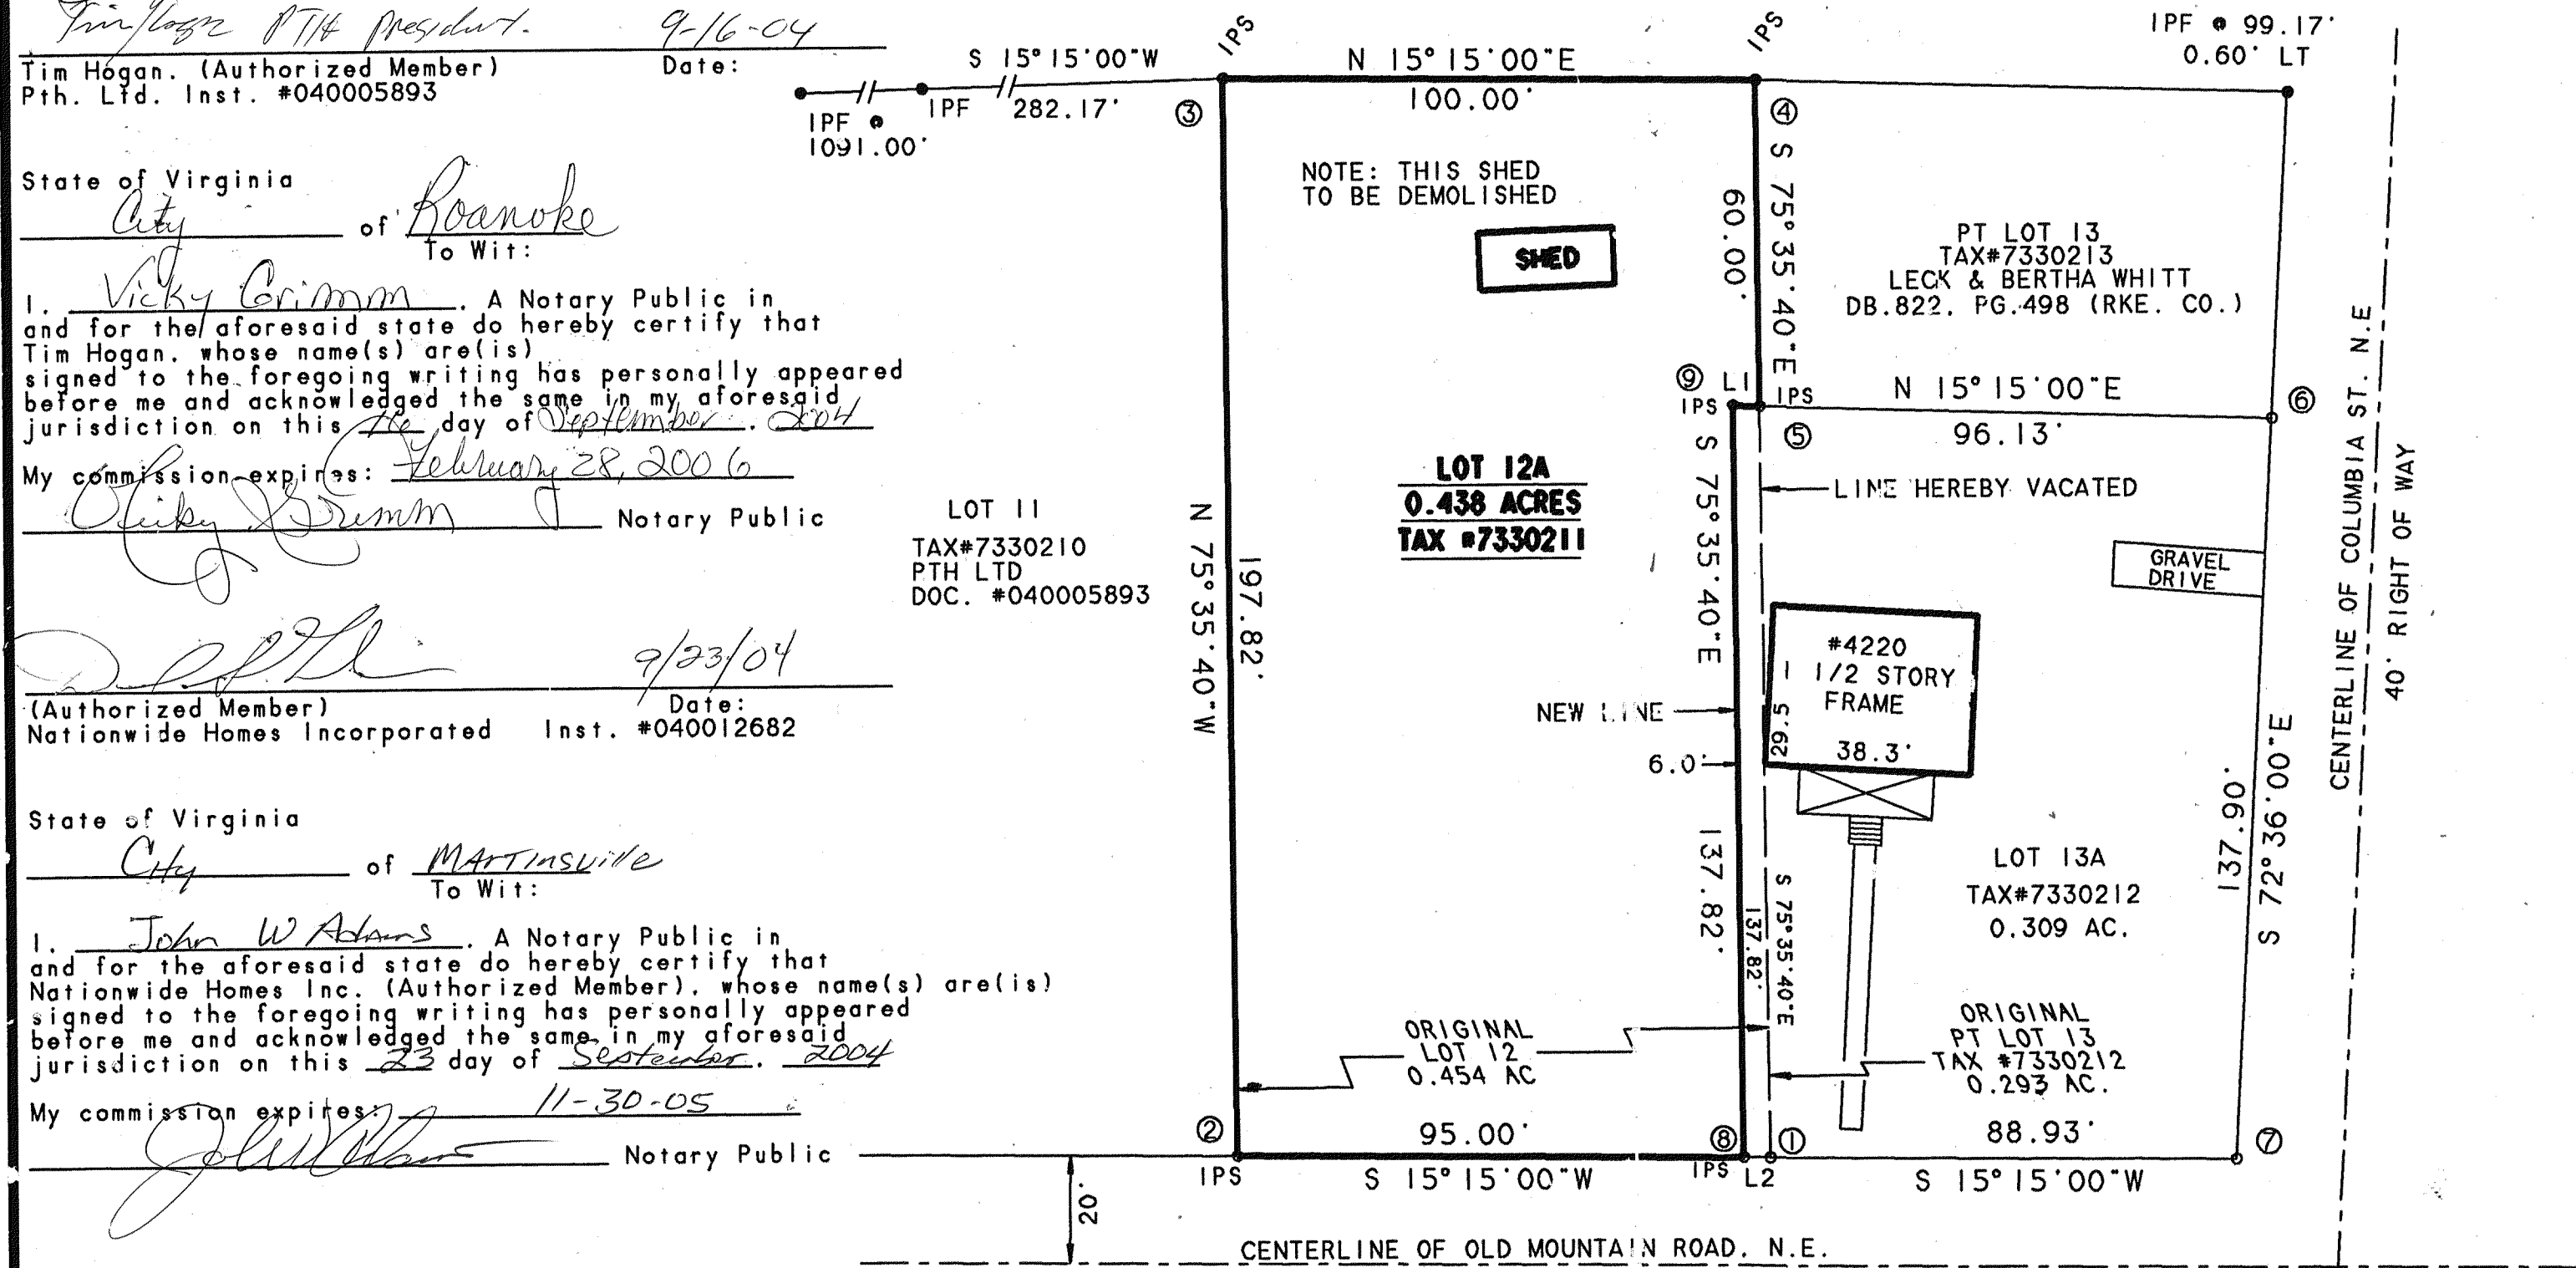 Tim Hogan PTH president. 9-16-04
Tim Hogan. (Authorized Member) Date:
Pth. Ltd. Inst. #040005893
State of Virginia
City of Roanoke
To Wit:
I. Vicky Grimm. A Notary Public in
and for the aforesaid state do hereby certify that
Tim Hogan. whose name(s) are(is)
signed to the foregoing writing has personally appeared
before me and acknowledged the same in my aforesaid
jurisdiction on this 16 day of September. 2004
My commission expires: February 28, 2006
Vicky Grimm Notary Public
9/23/04
(Authorized Member) Date:
Nationwide Homes Incorporated Inst. #040012682
State of Virginia
City of Martinsville
To Wit:
I. John W Adams. A Notary Public in
and for the aforesaid state do hereby certify that
Nationwide Homes Inc. (Authorized Member). whose name(s) are(is)
signed to the foregoing writing has personally appeared
before me and acknowledged the same in my aforesaid
jurisdiction on this 23 day of September. 2004
My commission expires: 11-30-05
John W Adams Notary Public
S 15°15'00"W
282.17'
IPF
IPF @
1091.00'
IPS
N 15°15'00"E
100.00'
IPS
IPF @ 99.17'
0.60' LT
③
④
NOTE: THIS SHED
TO BE DEMOLISHED
SHED
60.00'
S 75°35'40"E
PT LOT 13
TAX#7330213
LECK & BERTHA WHITT
DB.822. PG.498 (RKE. CO.)
⑨ L1
IPS
IPS
N 15°15'00"E
96.13'
⑤
⑥
LINE HEREBY VACATED
LOT 12A
0.438 ACRES
TAX #7330211
LOT 11
TAX#7330210
PTH LTD
DOC. #040005893
N 75°35'40"W
197.82'
S 75°35'40"E
137.82'
NEW LINE
6.0'
GRAVEL
DRIVE
#4220
1 1/2 STORY
FRAME
29.5'
38.3'
S 75°35'40"E
137.82'
LOT 13A
TAX#7330212
0.309 AC.
137.90'
S 72°36'00"E
CENTERLINE OF COLUMBIA ST. N.E
40' RIGHT OF WAY
ORIGINAL
LOT 12
0.454 AC
ORIGINAL
PT LOT 13
TAX #7330212
0.293 AC.
②
IPS
95.00'
S 15°15'00"W
⑧
IPS
L2
①
88.93'
S 15°15'00"W
⑦
20'
CENTERLINE OF OLD MOUNTAIN ROAD. N.E.